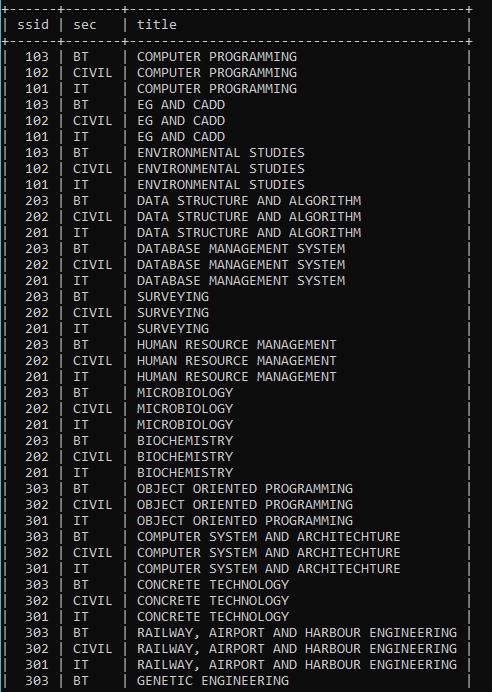 +------+-------+------------------------------------------+
| ssid | sec   | title                                    |
+------+-------+------------------------------------------+
|  103 | BT    | COMPUTER PROGRAMMING                     |
|  102 | CIVIL | COMPUTER PROGRAMMING                     |
|  101 | IT    | COMPUTER PROGRAMMING                     |
|  103 | BT    | EG AND CADD                              |
|  102 | CIVIL | EG AND CADD                              |
|  101 | IT    | EG AND CADD                              |
|  103 | BT    | ENVIRONMENTAL STUDIES                    |
|  102 | CIVIL | ENVIRONMENTAL STUDIES                    |
|  101 | IT    | ENVIRONMENTAL STUDIES                    |
|  203 | BT    | DATA STRUCTURE AND ALGORITHM             |
|  202 | CIVIL | DATA STRUCTURE AND ALGORITHM             |
|  201 | IT    | DATA STRUCTURE AND ALGORITHM             |
|  203 | BT    | DATABASE MANAGEMENT SYSTEM               |
|  202 | CIVIL | DATABASE MANAGEMENT SYSTEM               |
|  201 | IT    | DATABASE MANAGEMENT SYSTEM               |
|  203 | BT    | SURVEYING                                |
|  202 | CIVIL | SURVEYING                                |
|  201 | IT    | SURVEYING                                |
|  203 | BT    | HUMAN RESOURCE MANAGEMENT                |
|  202 | CIVIL | HUMAN RESOURCE MANAGEMENT                |
|  201 | IT    | HUMAN RESOURCE MANAGEMENT                |
|  203 | BT    | MICROBIOLOGY                             |
|  202 | CIVIL | MICROBIOLOGY                             |
|  201 | IT    | MICROBIOLOGY                             |
|  203 | BT    | BIOCHEMISTRY                             |
|  202 | CIVIL | BIOCHEMISTRY                             |
|  201 | IT    | BIOCHEMISTRY                             |
|  303 | BT    | OBJECT ORIENTED PROGRAMMING              |
|  302 | CIVIL | OBJECT ORIENTED PROGRAMMING              |
|  301 | IT    | OBJECT ORIENTED PROGRAMMING              |
|  303 | BT    | COMPUTER SYSTEM AND ARCHITECHTURE        |
|  302 | CIVIL | COMPUTER SYSTEM AND ARCHITECHTURE        |
|  301 | IT    | COMPUTER SYSTEM AND ARCHITECHTURE        |
|  303 | BT    | CONCRETE TECHNOLOGY                      |
|  302 | CIVIL | CONCRETE TECHNOLOGY                      |
|  301 | IT    | CONCRETE TECHNOLOGY                      |
|  303 | BT    | RAILWAY, AIRPORT AND HARBOUR ENGINEERING |
|  302 | CIVIL | RAILWAY, AIRPORT AND HARBOUR ENGINEERING |
|  301 | IT    | RAILWAY, AIRPORT AND HARBOUR ENGINEERING |
|  303 | BT    | GENETIC ENGINEERING                      |